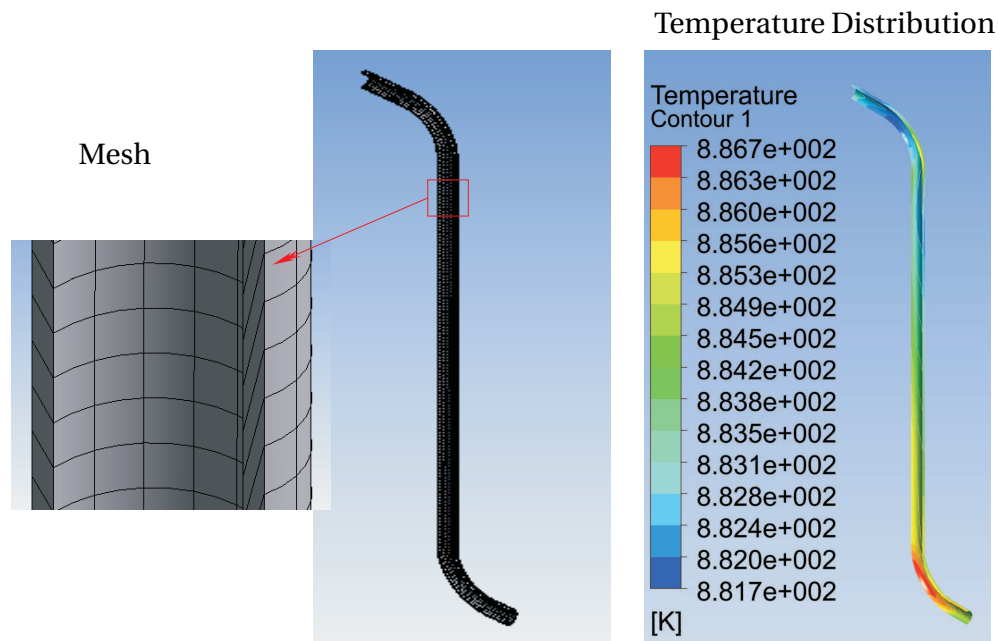 Temperature Distribution
Mesh
Temperature
Contour 1
8.867e+002
8.863e+002
8.860e+002
8.856e+002
8.853e+002
8.849e+002
8.845e+002
8.842e+002
8.838e+002
8.835e+002
8.831e+002
8.828e+002
8.824e+002
8.820e+002
8.817e+002
[K]